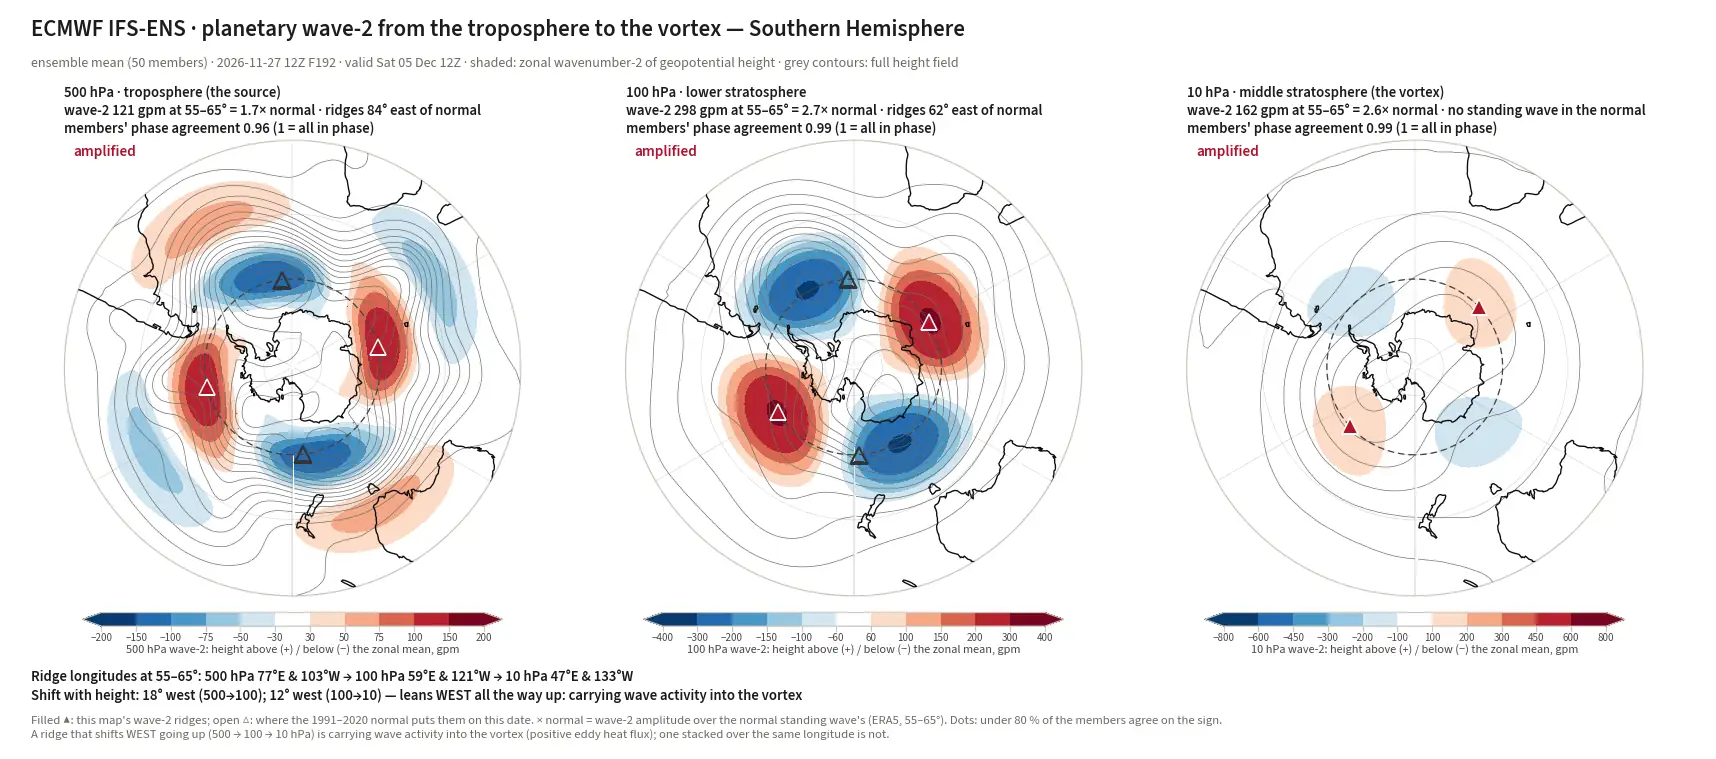 ECMWF IFS-ENS · planetary wave-2 from the troposphere to the vortex — Southern Hemisphere
ensemble mean (50 members) · 2026-11-27 12Z F192 · valid Sat 05 Dec 12Z · shaded: zonal wavenumber-2 of geopotential height · grey contours: full height field
500 hPa · troposphere (the source)
wave-2 121 gpm at 55–65° = 1.7× normal · ridges 84° east of normal
members' phase agreement 0.96 (1 = all in phase)
amplified
100 hPa · lower stratosphere
wave-2 298 gpm at 55–65° = 2.7× normal · ridges 62° east of normal
members' phase agreement 0.99 (1 = all in phase)
amplified
10 hPa · middle stratosphere (the vortex)
wave-2 162 gpm at 55–65° = 2.6× normal · no standing wave in the normal
members' phase agreement 0.99 (1 = all in phase)
amplified
−200 −150 −100 −75 −50 −30 30 50 75 100 150 200
500 hPa wave-2: height above (+) / below (−) the zonal mean, gpm
−400 −300 −200 −150 −100 −60 60 100 150 200 300 400
100 hPa wave-2: height above (+) / below (−) the zonal mean, gpm
−800 −600 −450 −300 −200 −100 100 200 300 450 600 800
10 hPa wave-2: height above (+) / below (−) the zonal mean, gpm
Ridge longitudes at 55–65°: 500 hPa 77°E & 103°W → 100 hPa 59°E & 121°W → 10 hPa 47°E & 133°W
Shift with height: 18° west (500→100); 12° west (100→10) — leans WEST all the way up: carrying wave activity into the vortex
Filled ▲: this map's wave-2 ridges; open △: where the 1991–2020 normal puts them on this date. × normal = wave-2 amplitude over the normal standing wave's (ERA5, 55–65°). Dots: under 80 % of the members agree on the sign.
A ridge that shifts WEST going up (500 → 100 → 10 hPa) is carrying wave activity into the vortex (positive eddy heat flux); one stacked over the same longitude is not.